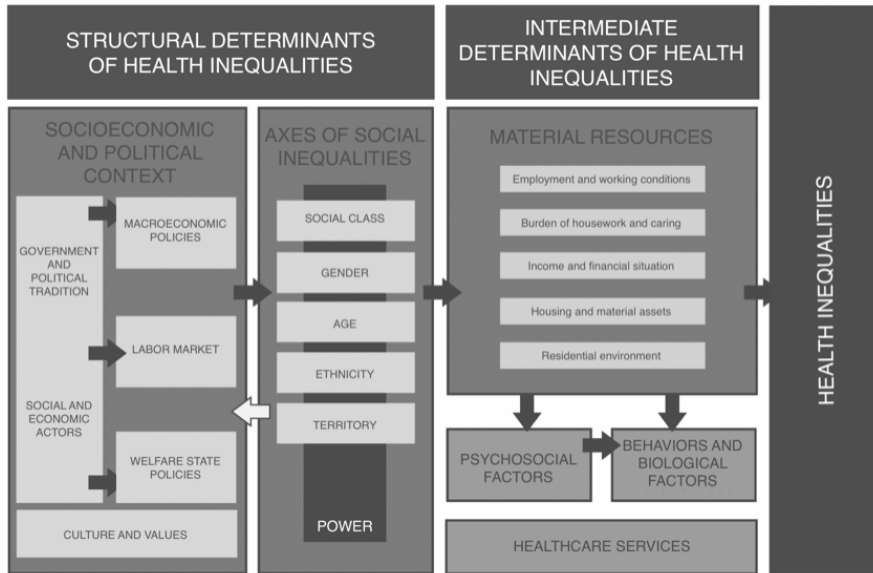 STRUCTURAL DETERMINANTS
OF HEALTH INEQUALITIES
INTERMEDIATE
DETERMINANTS OF HEALTH
INEQUALITIES
SOCIOECONOMIC
AND POLITICAL
CONTEXT
GOVERNMENT
AND
POLITICAL
TRADITION
SOCIAL AND
ECONOMIC
ACTORS
MACROECONOMIC
POLICIES
LABOR MARKET
WELFARE STATE
POLICIES
CULTURE AND VALUES
AXES OF SOCIAL
INEQUALITIES
SOCIAL CLASS
GENDER
AGE
ETHNICITY
TERRITORY
POWER
MATERIAL RESOURCES
Employment and working conditions
Burden of housework and caring
Income and financial situation
Housing and material assets
Residential environment
PSYCHOSOCIAL
FACTORS
BEHAVIORS AND
BIOLOGICAL
FACTORS
HEALTHCARE SERVICES
HEALTH INEQUALITIES